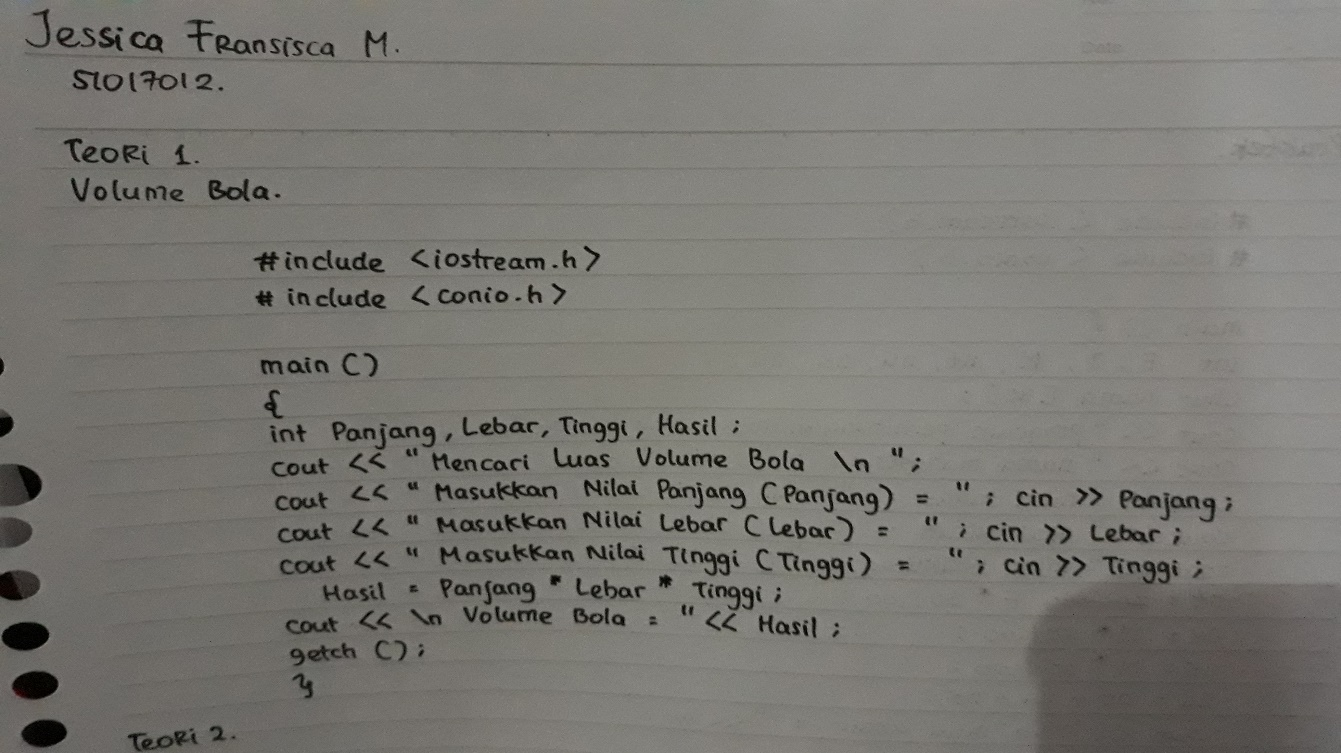 Jessica Fransisca M.
51017012.
Teori 1.
Volume Bola.
#include <iostream.h>
# include <conio.h>
main ()
{
int Panjang, Lebar, Tinggi, Hasil ;
cout << " Mencari Luas Volume Bola \n ";
cout << " Masukkan Nilai Panjang (Panjang) = " ; cin >> Panjang;
cout << " Masukkan Nilai Lebar (Lebar) = " ; cin >> Lebar ;
cout << " Masukkan Nilai Tinggi (Tinggi) = " ; cin >> Tinggi ;
Hasil = Panjang * Lebar * Tinggi ;
cout << \n Volume Bola = " << Hasil ;
getch () ;
}
Teori 2.